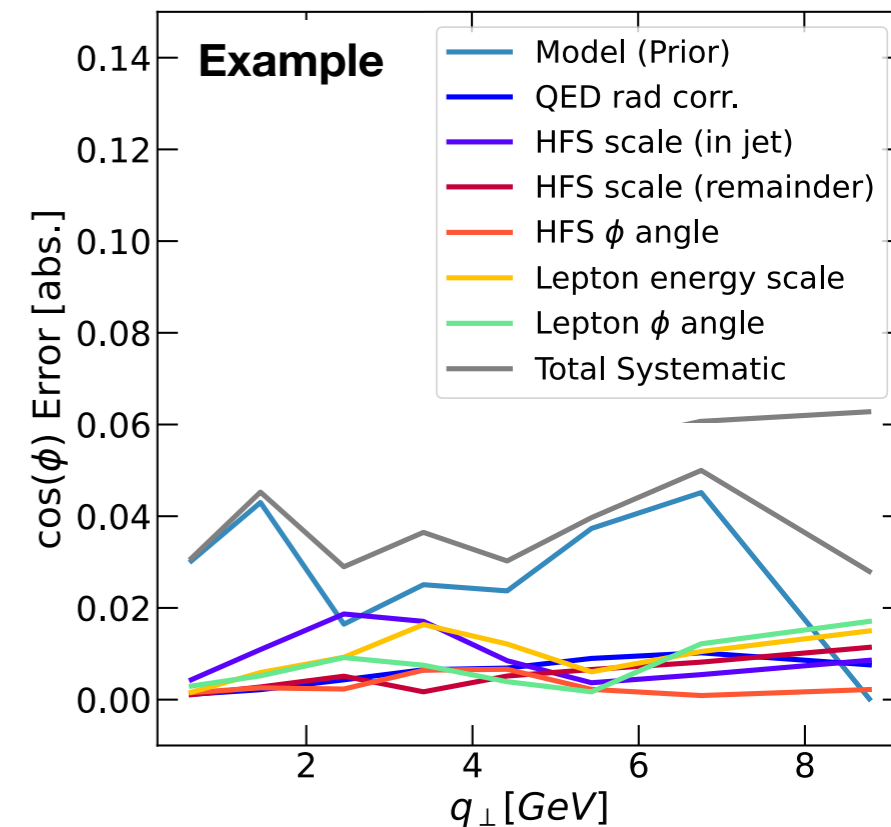 Example
Model (Prior)
QED rad corr.
HFS scale (in jet)
HFS scale (remainder)
HFS ϕ angle
Lepton energy scale
Lepton ϕ angle
Total Systematic
cos(ϕ) Error [abs.]
0.14
0.12
0.10
0.08
0.06
0.04
0.02
0.00
2 4 6 8
q⊥[GeV]